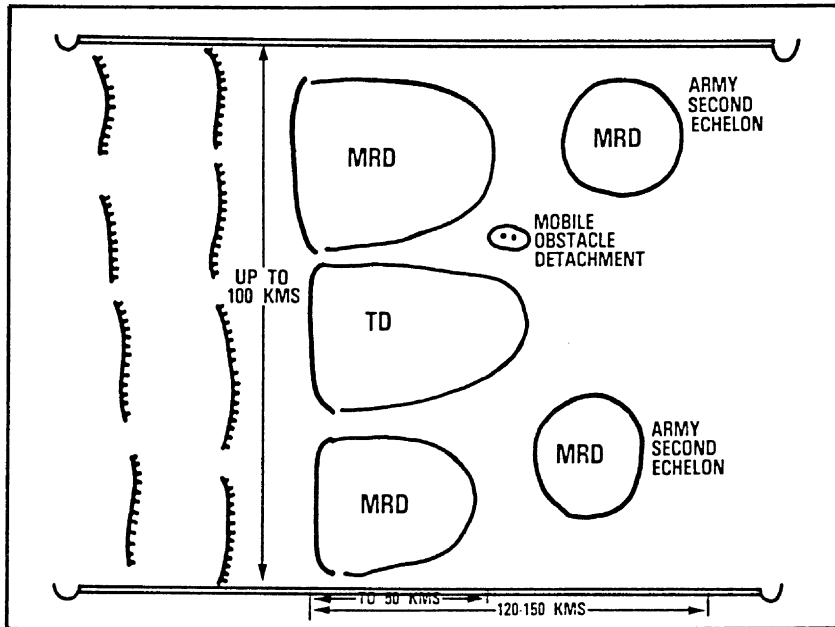 MRD
ARMY
SECOND
ECHELON
MRD
MOBILE
OBSTACLE
DETACHMENT
UP TO
100 KMS
TD
MRD
MRD
ARMY
SECOND
ECHELON
TO 50 KMS
120-150 KMS